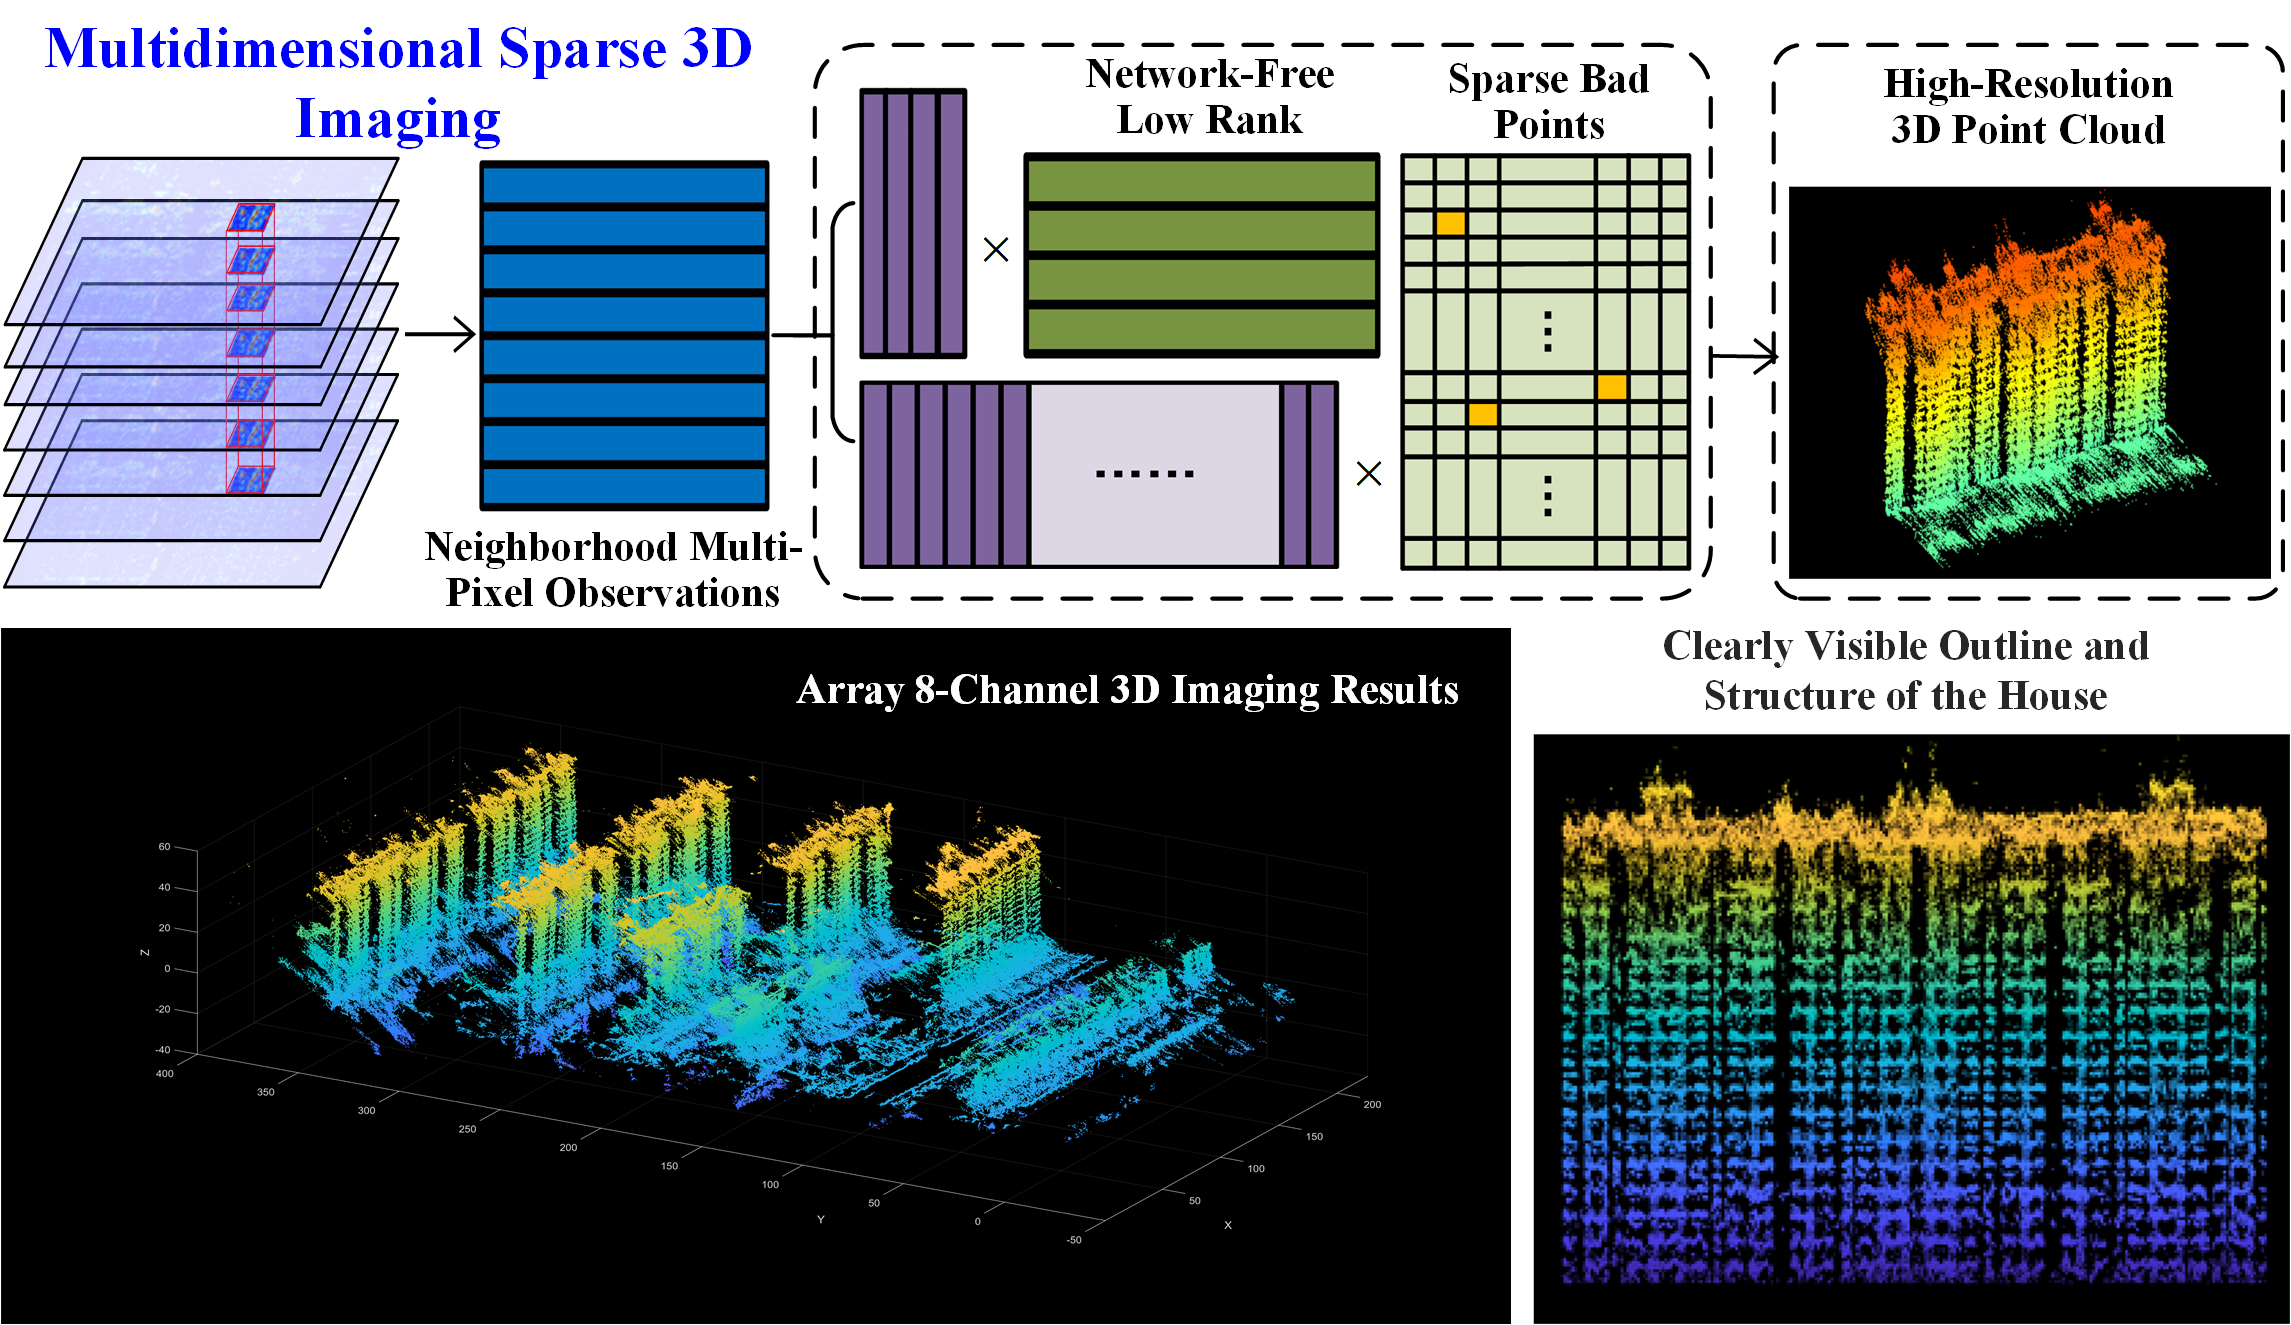 Multidimensional Sparse 3D
Imaging
Neighborhood Multi-
Pixel Observations
Network-Free
Low Rank
×
×
Sparse Bad
Points
High-Resolution
3D Point Cloud
Array 8-Channel 3D Imaging Results
60
40
20
0
-20
-40
Z
400
350
300
250
200
150
100
50
0
-50
Y
200
150
100
50
X
Clearly Visible Outline and
Structure of the House